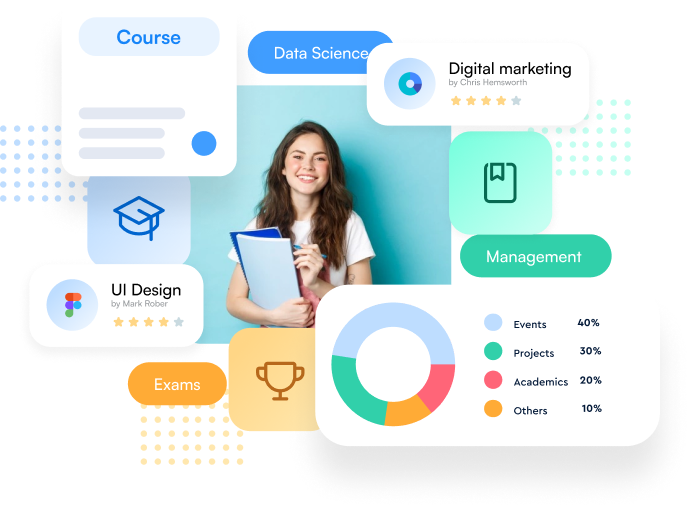 Course
Data Science
Digital marketing
by Chris Hemsworth
Management
UI Design
by Mark Rober
Exams
Events 40%
Projects 30%
Academics 20%
Others 10%